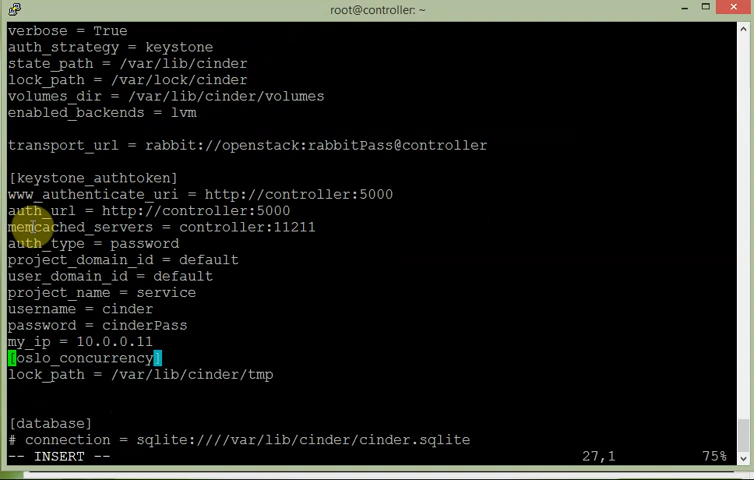 root@controller: ~
verbose = True
auth_strategy = keystone
state_path = /var/lib/cinder
lock_path = /var/lock/cinder
volumes_dir = /var/lib/cinder/volumes
enabled_backends = lvm
transport_url = rabbit://openstack:rabbitPass@controller
[keystone_authtoken]
www_authenticate_uri = http://controller:5000
auth_url = http://controller:5000
memcached_servers = controller:11211
auth_type = password
project_domain_id = default
user_domain_id = default
project_name = service
username = cinder
password = cinderPass
my_ip = 10.0.0.11
[oslo_concurrency]
lock_path = /var/lib/cinder/tmp
[database]
# connection = sqlite:////var/lib/cinder/cinder.sqlite
-- INSERT -- 27,1 75%